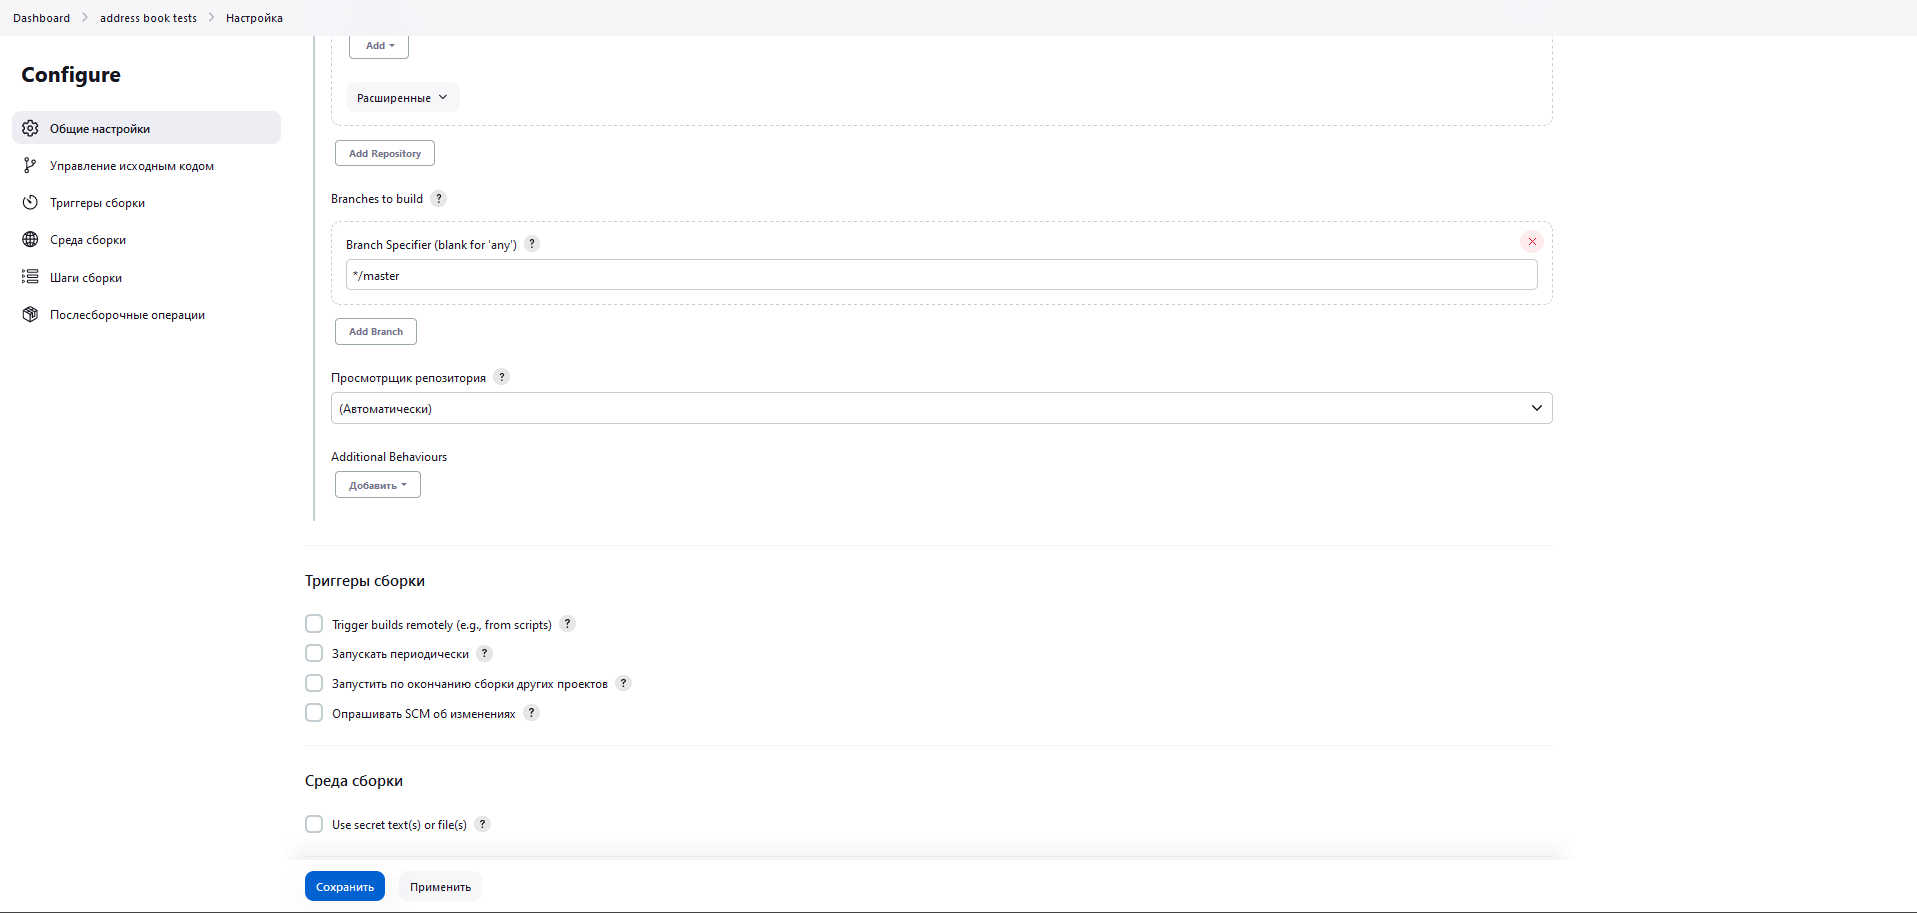 Dashboard
address book tests
Настройка
Configure
Общие настройки
Управление исходным кодом
Триггеры сборки
Среда сборки
Шаги сборки
Послесборочные операции
Add
Расширенные
Add Repository
Branches to build ?
Branch Specifier (blank for 'any') ?
*/master
Add Branch
Просмотрщик репозитория ?
(Автоматически)
Additional Behaviours
Добавить
Триггеры сборки
Trigger builds remotely (e.g., from scripts) ?
Запускать периодически ?
Запустить по окончанию сборки других проектов ?
Опрашивать SCM об изменениях ?
Среда сборки
Use secret text(s) or file(s) ?
Сохранить
Применить